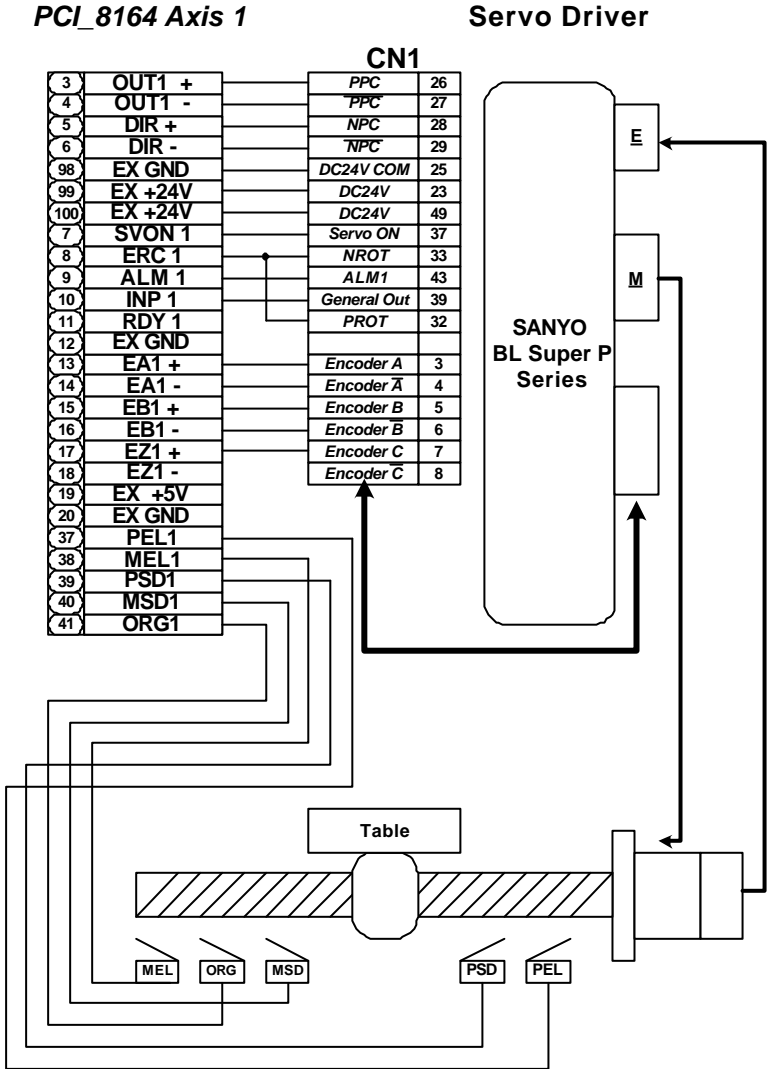 PCI_8164 Axis 1 Servo Driver
CN1
3 OUT1 + PPC 26
4 OUT1 - P̅P̅C̅ 27
5 DIR + NPC 28
6 DIR - N̅P̅C̅ 29
98 EX GND DC24V COM 25
99 EX +24V DC24V 23
100 EX +24V DC24V 49
7 SVON 1 Servo ON 37
8 ERC 1 NROT 33
9 ALM 1 ALM1 43
10 INP 1 General Out 39
11 RDY 1 PROT 32
12 EX GND
13 EA1 + Encoder A 3
14 EA1 - Encoder A̅ 4
15 EB1 + Encoder B 5
16 EB1 - Encoder B̅ 6
17 EZ1 + Encoder C 7
18 EZ1 - Encoder C̅ 8
19 EX +5V
20 EX GND
37 PEL1
38 MEL1
39 PSD1
40 MSD1
41 ORG1
E
M
SANYO
BL Super P
Series
Table
MEL ORG MSD PSD PEL